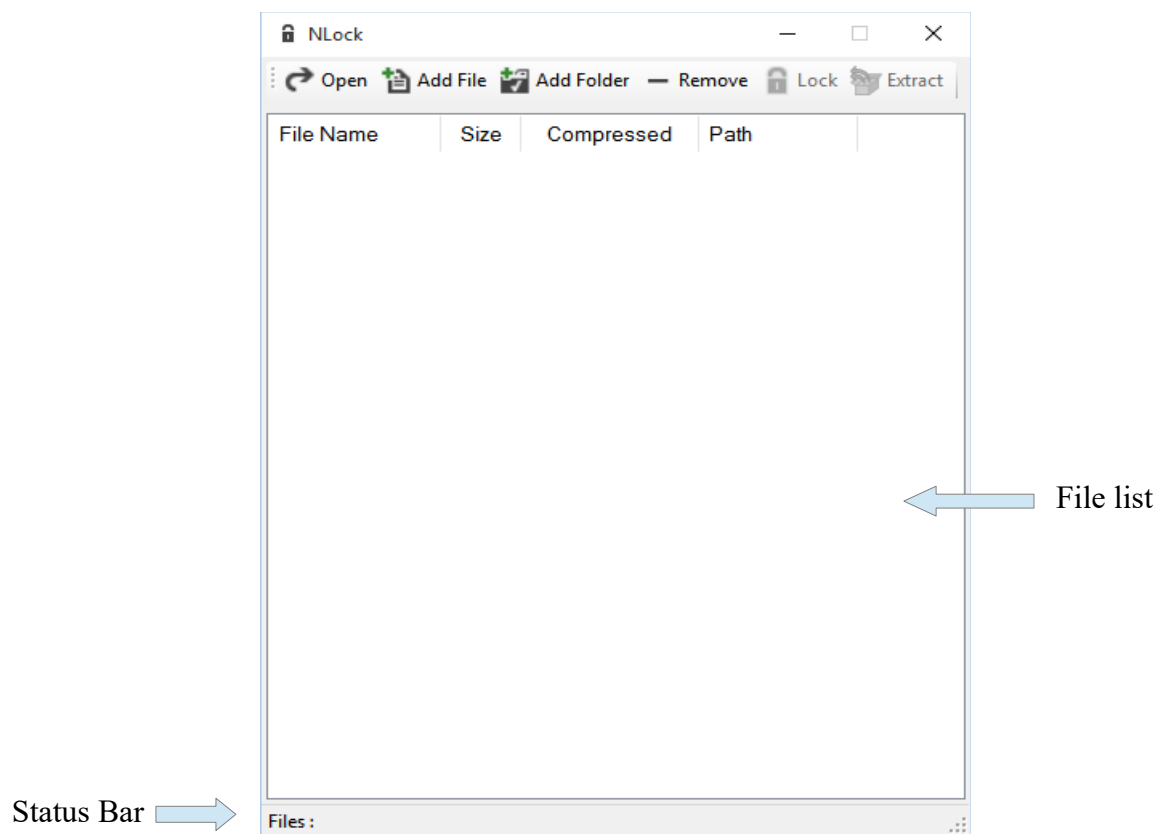 NLock
Open Add File Add Folder Remove Lock Extract
File Name Size Compressed Path
File list
Status Bar
Files :